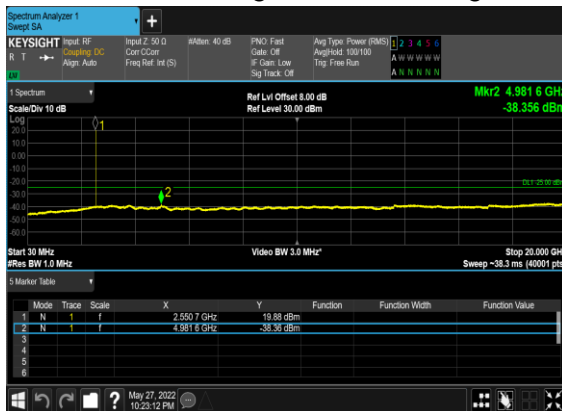 Spectrum Analyzer 1
Swept SA
KEYSIGHT
R T
Input: RF
Coupling: DC
Align: Auto
Input Z: 50 Ω
Corr CCorr
Freq Ref: Int (S)
#Atten: 40 dB
PNO: Fast
Gate: Off
IF Gain: Low
Sig Track: Off
Avg Type: Power (RMS)
Avg|Hold: 100/100
Trig: Free Run
1 2 3 4 5 6
A W W W W W
A N N N N N
1 Spectrum
Scale/Div 10 dB
Ref Lvl Offset 8.00 dB
Ref Level 30.00 dBm
Mkr2 4.981 6 GHz
-38.356 dBm
Log
20.0
10.0
0.00
-10.0
-20.0
-30.0
-40.0
-50.0
-60.0
1
2
Start 30 MHz
#Res BW 1.0 MHz
Video BW 3.0 MHz*
Stop 20.000 GH
Sweep ~38.3 ms (40001 pts
5 Marker Table
Mode Trace Scale X Y Function Function Width Function Value
1 N 1 f 2.550 7 GHz 19.88 dBm
2 N 1 f 4.981 6 GHz -38.36 dBm
3
4
5
6
?
May 27, 2022
10:23:12 PM